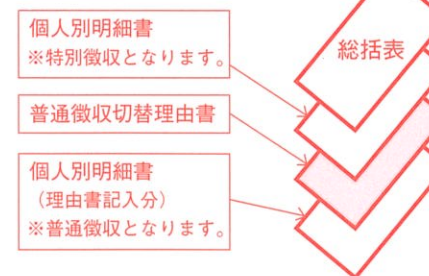 個人別明細書
※特別徴収となります。
総括表
普通徴収切替理由書
個人別明細書
（理由書記入分）
※普通徴収となります。